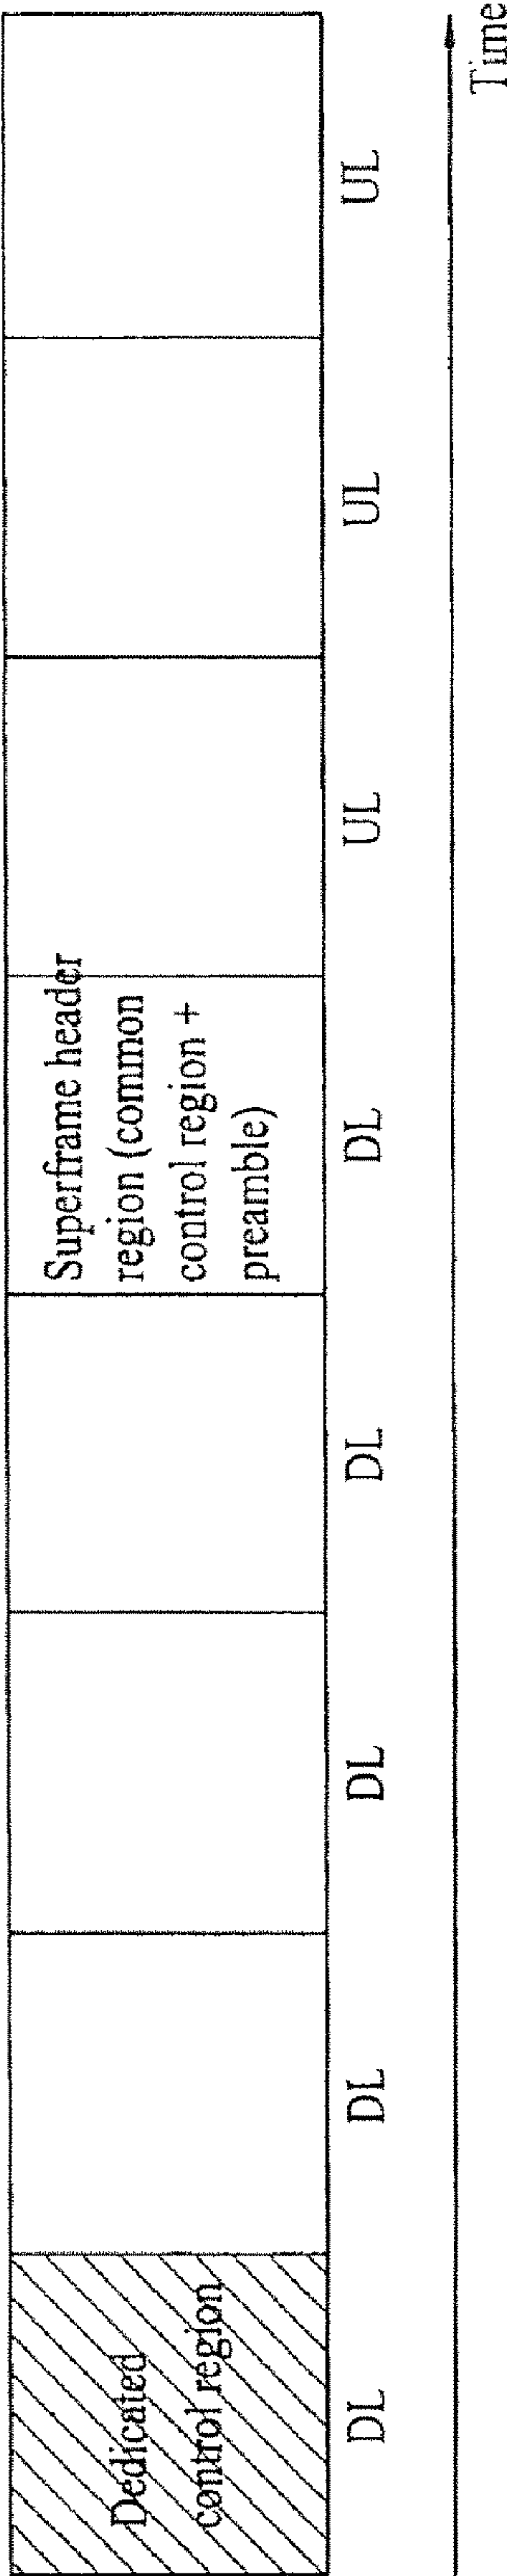 Dedicated
control region
Superframe header
region (common
control region +
preamble)
DL
DL
DL
DL
DL
UL
UL
UL
Time